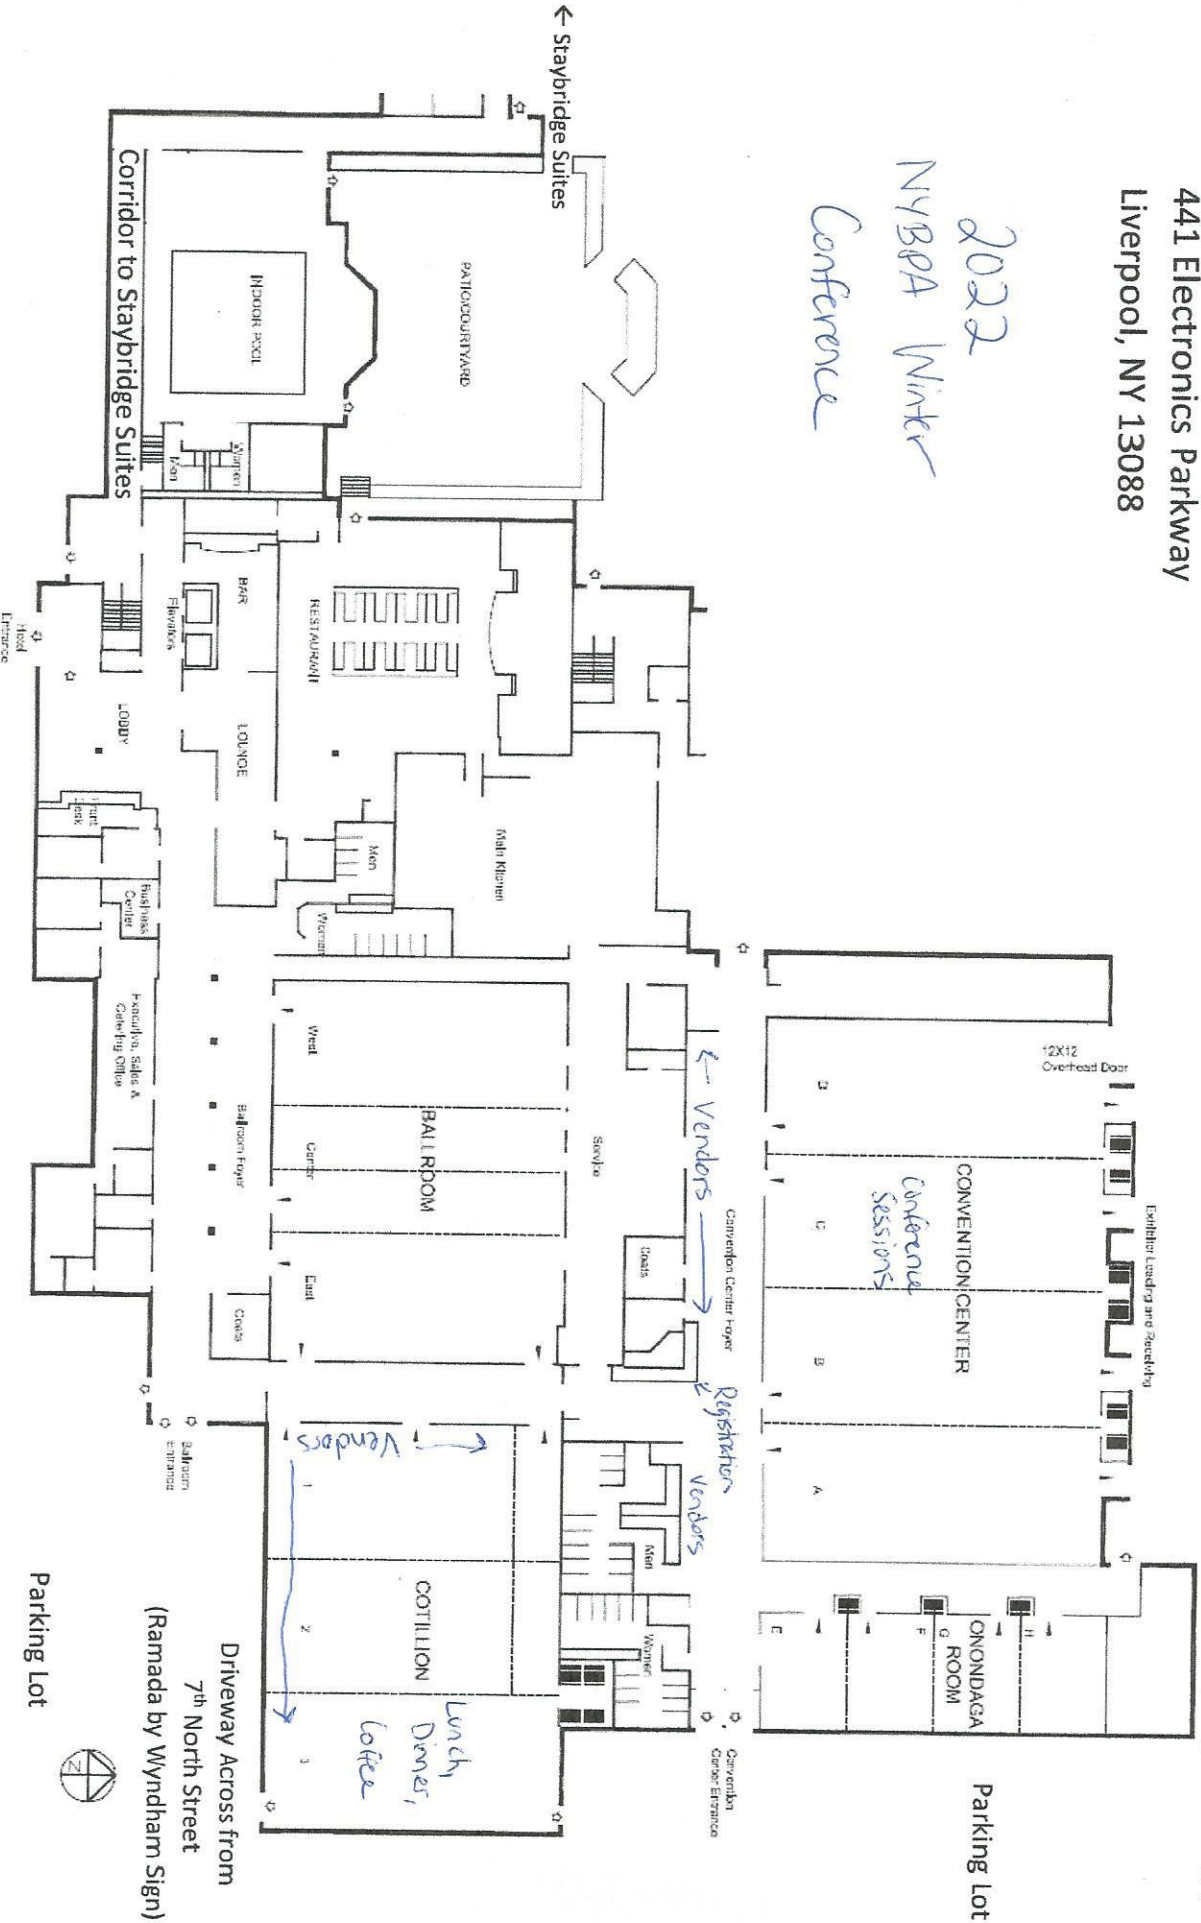 441 Electronics Parkway
Liverpool, NY 13088
2022
NYBPA Winter
Conference
← Staybridge Suites
12X12
Overhead Door
Exhibitor Loading and Receiving
Parking Lot
D
C
B
A
CONVENTION CENTER
Conference
Sessions
H
G
F
E
ONONDAGA
ROOM
Convention Center Foyer
← Vendors →
Registration
Vendors
Convention
Center Entrance
Coats
Men
Women
Service
PATIO/COURTYARD
INDOOR POOL
Women
Men
Corridor to Staybridge Suites
RESTAURANT
Main Kitchen
Men
Women
BAR
LOUNGE
Elevators
LOBBY
Front
Desk
Business
Center
Executive, Sales &
Catering Office
Hotel
Entrance
BALLROOM
West
Center
East
Ballroom Foyer
Coats
Ballroom
Entrance
COTILLION
1
2
3
Vendors
Lunch,
Dinner,
Coffee
Driveway Across from
7th North Street
(Ramada by Wyndham Sign)
Parking Lot
N